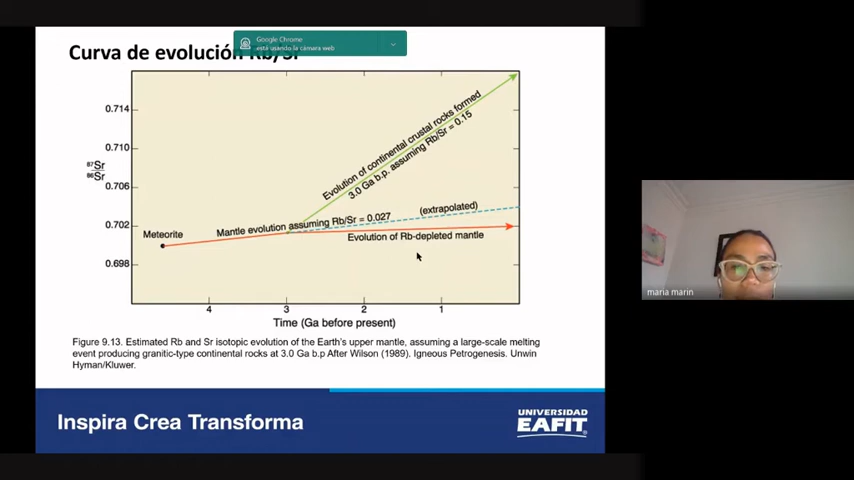 Google Chrome
está usando la cámara web
Curva de evolución Rb/Sr
0.714
0.710
0.706
0.702
0.698
87Sr
86Sr
Evolution of continental crustal rocks formed
3.0 Ga b.p. assuming Rb/Sr = 0.15
(extrapolated)
Mantle evolution assuming Rb/Sr = 0.027
Meteorite
Evolution of Rb-depleted mantle
4
3
2
1
Time (Ga before present)
Figure 9.13. Estimated Rb and Sr isotopic evolution of the Earth's upper mantle, assuming a large-scale melting
event producing granitic-type continental rocks at 3.0 Ga b.p After Wilson (1989). Igneous Petrogenesis. Unwin
Hyman/Kluwer.
Inspira Crea Transforma
UNIVERSIDAD
EAFIT
maria marin